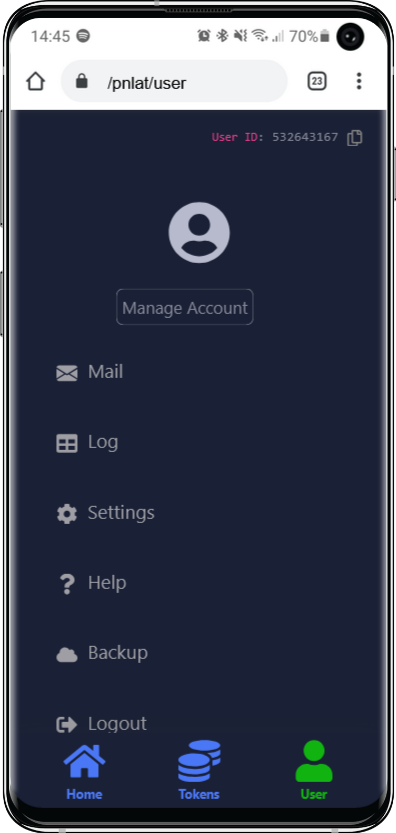 14:45 70%
/pnlat/user 23
User ID: 532643167
Manage Account
Mail
Log
Settings
Help
Backup
Logout
Home Tokens User